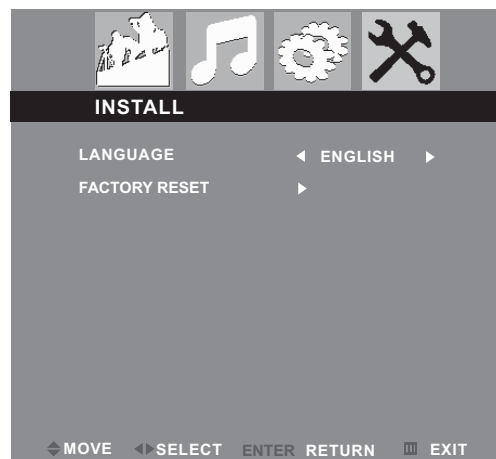 INSTALL
LANGUAGE ENGLISH
FACTORY RESET
MOVE SELECT ENTER RETURN EXIT